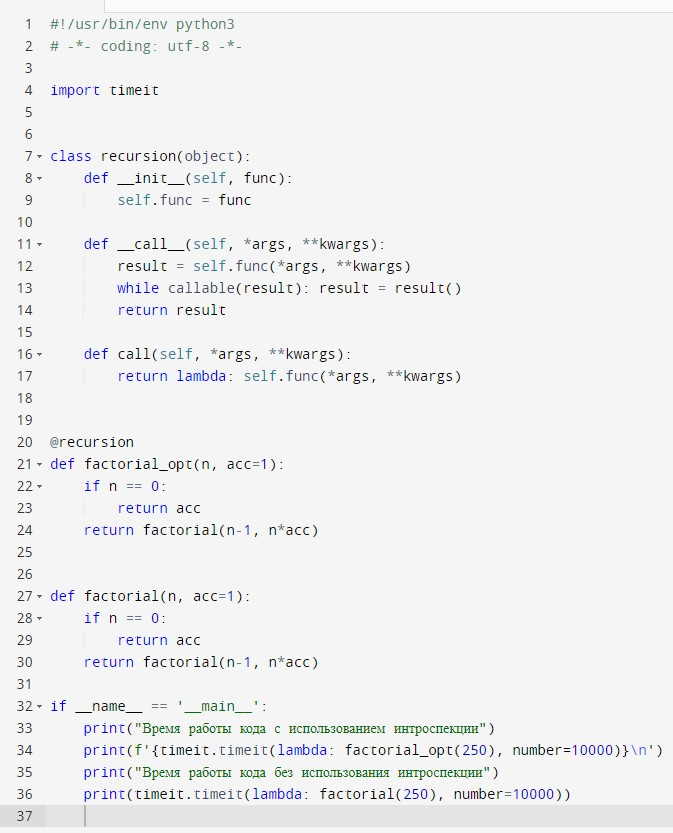 1 #!/usr/bin/env python3
2 # -*- coding: utf-8 -*-
3
4 import timeit
5
6
7 class recursion(object):
8     def __init__(self, func):
9         self.func = func
10
11     def __call__(self, *args, **kwargs):
12         result = self.func(*args, **kwargs)
13         while callable(result): result = result()
14         return result
15
16     def call(self, *args, **kwargs):
17         return lambda: self.func(*args, **kwargs)
18
19
20 @recursion
21 def factorial_opt(n, acc=1):
22     if n == 0:
23         return acc
24     return factorial(n-1, n*acc)
25
26
27 def factorial(n, acc=1):
28     if n == 0:
29         return acc
30     return factorial(n-1, n*acc)
31
32 if __name__ == '__main__':
33     print("Время работы кода с использованием интроспекции")
34     print(f'{timeit.timeit(lambda: factorial_opt(250), number=10000)}\n')
35     print("Время работы кода без использования интроспекции")
36     print(timeit.timeit(lambda: factorial(250), number=10000))
37